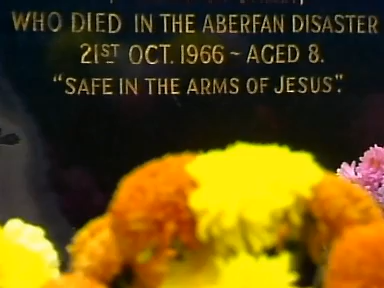 WHO DIED IN THE ABERFAN DISASTER
21ST OCT. 1966 ~ AGED 8.
"SAFE IN THE ARMS OF JESUS".